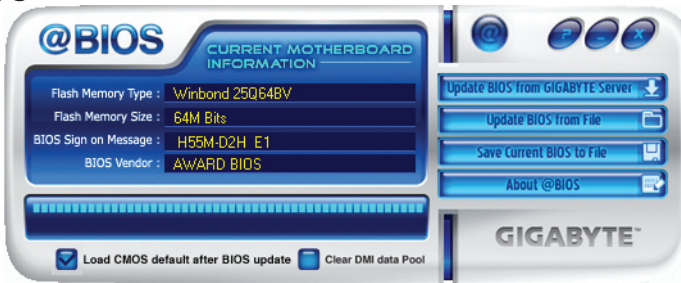 @BIOS
CURRENT MOTHERBOARD
INFORMATION
Flash Memory Type : Winbond 25Q64BV
Flash Memory Size : 64M Bits
BIOS Sign on Message : H55M-D2H E1
BIOS Vendor : AWARD BIOS
Load CMOS default after BIOS update
Clear DMI data Pool
@ ? – X
Update BIOS from GIGABYTE Server
Update BIOS from File
Save Current BIOS to File
About @BIOS
GIGABYTE™